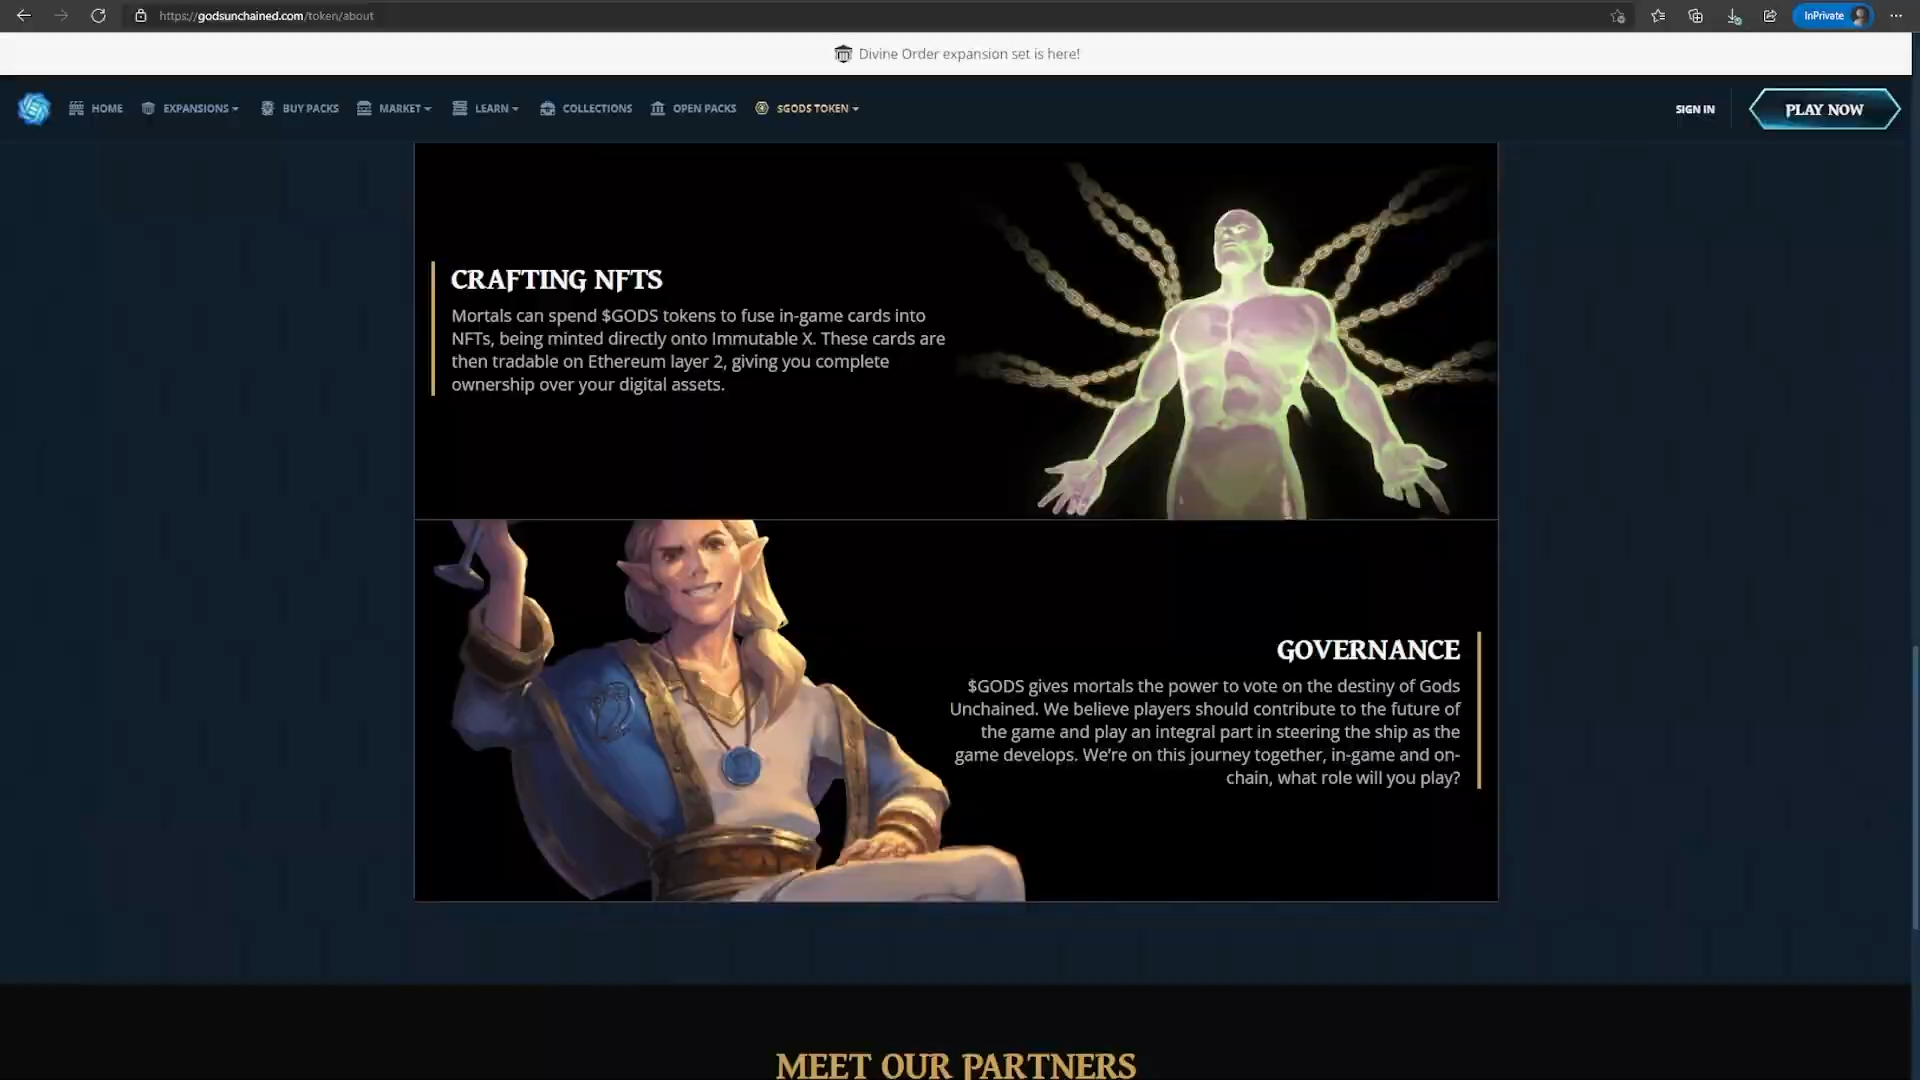 https://godsunchained.com/token/about
InPrivate
Divine Order expansion set is here!
HOME
EXPANSIONS
BUY PACKS
MARKET
LEARN
COLLECTIONS
OPEN PACKS
$GODS TOKEN
SIGN IN
PLAY NOW
CRAFTING NFTS
Mortals can spend $GODS tokens to fuse in-game cards into
NFTs, being minted directly onto Immutable X. These cards are
then tradable on Ethereum layer 2, giving you complete
ownership over your digital assets.
GOVERNANCE
$GODS gives mortals the power to vote on the destiny of Gods
Unchained. We believe players should contribute to the future of
the game and play an integral part in steering the ship as the
game develops. We're on this journey together, in-game and on-
chain, what role will you play?
MEET OUR PARTNERS